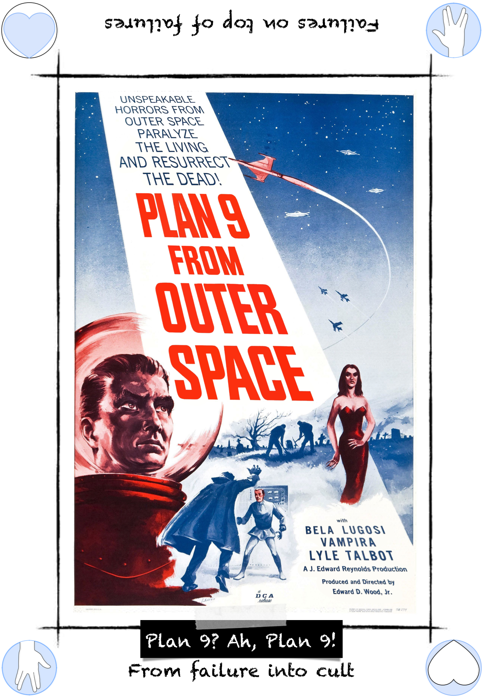 Failures on top of failures
UNSPEAKABLE
HORRORS FROM
OUTER SPACE
PARALYZE
THE LIVING
AND RESURRECT
THE DEAD!
PLAN 9
FROM
OUTER
SPACE
with
BELA LUGOSI
VAMPIRA
LYLE TALBOT
A J. Edward Reynolds Production
Produced and Directed by
Edward D. Wood, Jr.
DCA
Plan 9? Ah, Plan 9!
From failure into cult